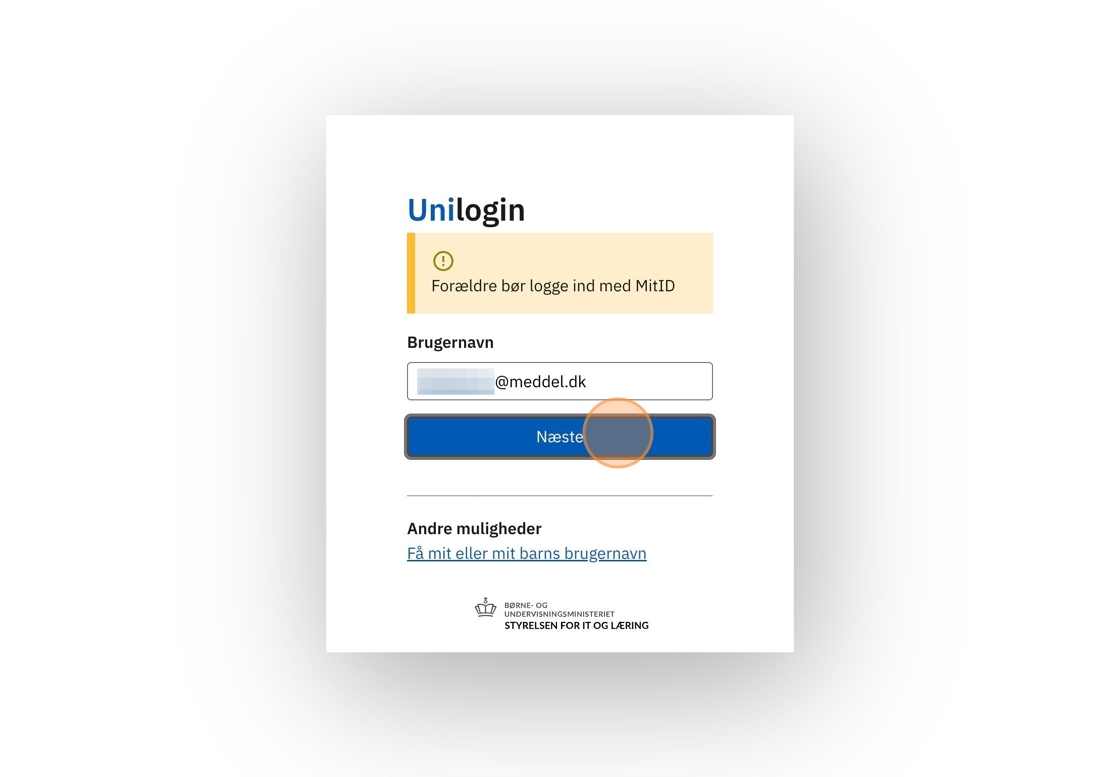 Unilogin
Forældre bør logge ind med MitID
Brugernavn
@meddel.dk
Næste
Andre muligheder
Få mit eller mit barns brugernavn
BØRNE- OG
UNDERVISNINGSMINISTERIET
STYRELSEN FOR IT OG LÆRING